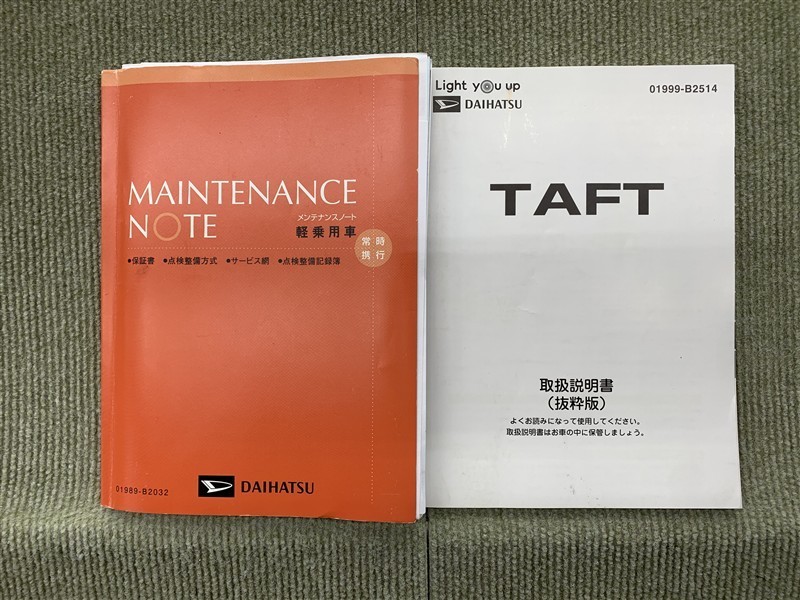 MAINTENANCE
NOTE
メンテナンスノート
軽乗用車
常時
携行
●保証書 ●点検整備方式 ●サービス網 ●点検整備記録簿
01989-B2032
DAIHATSU
Light you up
DAIHATSU
01999-B2514
TAFT
取扱説明書
（抜粋版）
よくお読みになって使用してください。
取扱説明書はお車の中に保管しましょう。